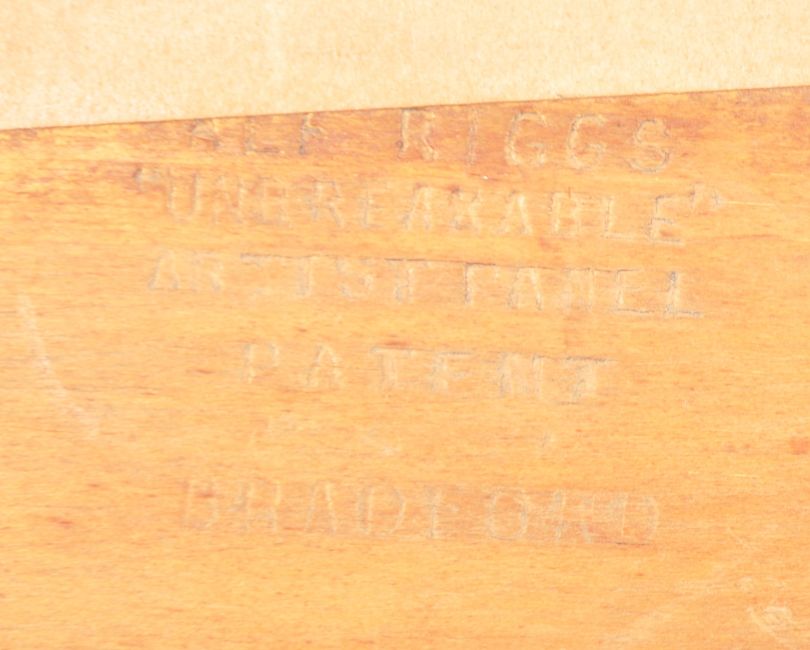 ALF RIGGS
"UNBREAKABLE"
ARTIST PANEL
PATENT
BRADFORD